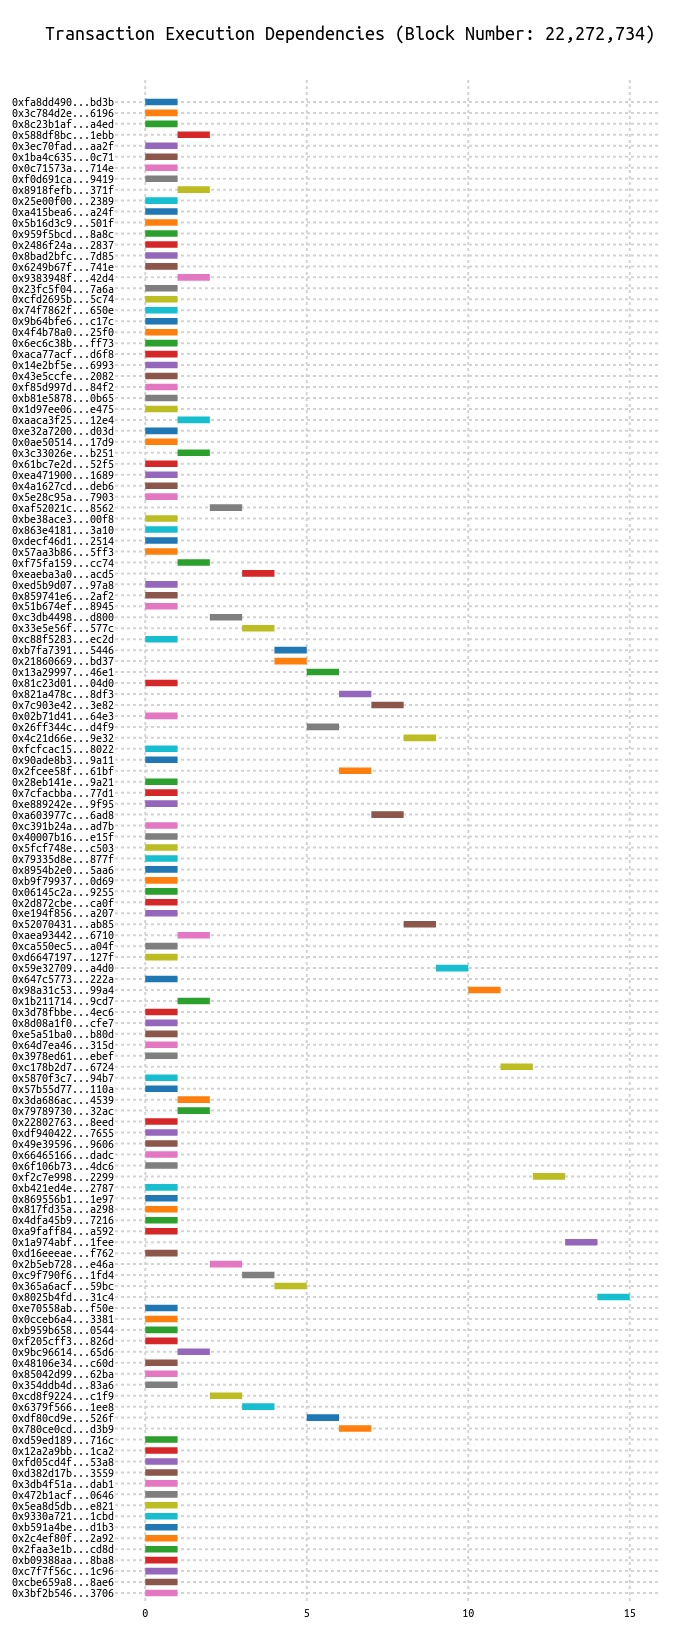 Transaction Execution Dependencies (Block Number: 22,272,734)
0xfa8dd490...bd3b
0x3c784d2e...6196
0x8c23b1af...a4ed
0x588df8bc...1ebb
0x3ec70fad...aa2f
0x1ba4c635...0c71
0x0c71573a...714e
0xf0d691ca...9419
0x8918fefb...371f
0x25e00f00...2389
0xa415bea6...a24f
0x5b16d3c9...501f
0x959f5bcd...8a8c
0x2486f24a...2837
0x8bad2bfc...7d85
0x6249b67f...741e
0x9383948f...42d4
0x23fc5f04...7a6a
0xcfd2695b...5c74
0x74f7862f...650e
0x9b64bfe6...c17c
0x4f4b78a0...25f0
0x6ec6c38b...ff73
0xaca77acf...d6f8
0x14e2bf5e...6993
0x43e5ccfe...2082
0xf85d997d...84f2
0xb81e5878...0b65
0x1d97ee06...e475
0xaaca3f25...12e4
0xe32a7200...d03d
0x0ae50514...17d9
0x3c33026e...b251
0x61bc7e2d...52f5
0xea471900...1689
0x4a1627cd...deb6
0x5e28c95a...7903
0xaf52021c...8562
0xbe38ace3...00f8
0x863e4181...3a10
0xdecf46d1...2514
0x57aa3b86...5ff3
0xf75fa159...cc74
0xeaeba3a0...acd5
0xed5b9d07...97a8
0x859741e6...2af2
0x51b674ef...8945
0xc3db4498...d800
0x33e5e56f...577c
0xc88f5283...ec2d
0xb7fa7391...5446
0x21860669...bd37
0x13a29997...46e1
0x81c23d01...04d0
0x821a478c...8df3
0x7c903e42...3e82
0x02b71d41...64e3
0x26ff344c...d4f9
0x4c21d66e...9e32
0xfcfcac15...8022
0x90ade8b3...9a11
0x2fcee58f...61bf
0x28eb141e...9a21
0x7cfacbba...77d1
0xe889242e...9f95
0xa603977c...6ad8
0xc391b24a...ad7b
0x40007b16...e15f
0x5fcf748e...c503
0x79335d8e...877f
0x8954b2e0...5aa6
0xb9f79937...0d69
0x06145c2a...9255
0x2d872cbe...ca0f
0xe194f856...a207
0x52070431...ab85
0xaea93442...6710
0xca550ec5...a04f
0xd6647197...127f
0x59e32709...a4d0
0x647c5773...222a
0x98a31c53...99a4
0x1b211714...9cd7
0x3d78fbbe...4ec6
0x8d08a1f0...cfe7
0xe5a51ba0...b80d
0x64d7ea46...315d
0x3978ed61...ebef
0xc178b2d7...6724
0x5870f3c7...94b7
0x57b55d77...110a
0x3da686ac...4539
0x79789730...32ac
0x22802763...8eed
0xdf940422...7655
0x49e39596...9606
0x66465166...dadc
0x6f106b73...4dc6
0xf2c7e998...2299
0xb421ed4e...2787
0x869556b1...1e97
0x817fd35a...a298
0x4dfa45b9...7216
0xa9faff84...a592
0x1a974abf...1fee
0xd16eeeae...f762
0x2b5eb728...e46a
0xc9f790f6...1fd4
0x365a6acf...59bc
0x8025b4fd...31c4
0xe70558ab...f50e
0x0cceb6a4...3381
0xb959b658...0544
0xf205cff3...826d
0x9bc96614...65d6
0x48106e34...c60d
0x85042d99...62ba
0x354ddb4d...83a6
0xcd8f9224...c1f9
0x6379f566...1ee8
0xdf80cd9e...526f
0x780ce0cd...d3b9
0xd59ed189...716c
0x12a2a9bb...1ca2
0xfd05cd4f...53a8
0xd382d17b...3559
0x3db4f51a...dab1
0x472b1acf...0646
0x5ea8d5db...e821
0x9330a721...1cbd
0xb591a4be...d1b3
0x2c4ef80f...2a92
0x2faa3e1b...cd8d
0xb09388aa...8ba8
0xc7f7f56c...1c96
0xcbe659a8...8ae6
0x3bf2b546...3706
0 5 10 15